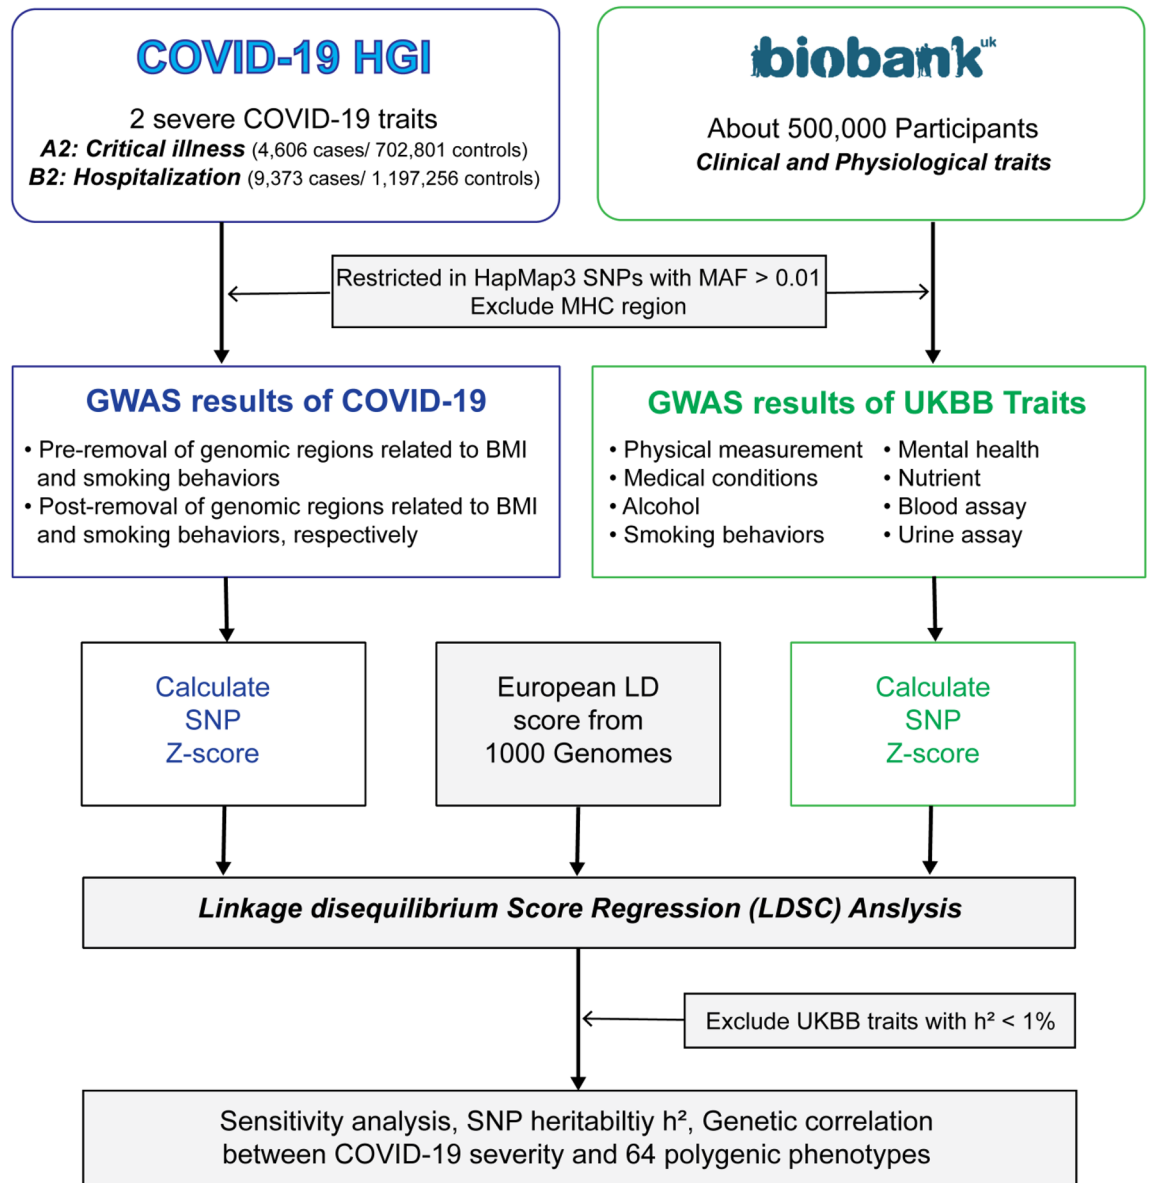 COVID-19 HGI
2 severe COVID-19 traits
A2: Critical illness (4,606 cases/ 702,801 controls)
B2: Hospitalization (9,373 cases/ 1,197,256 controls)
biobank uk
About 500,000 Participants
Clinical and Physiological traits
Restricted in HapMap3 SNPs with MAF > 0.01
Exclude MHC region
GWAS results of COVID-19
• Pre-removal of genomic regions related to BMI
and smoking behaviors
• Post-removal of genomic regions related to BMI
and smoking behaviors, respectively
GWAS results of UKBB Traits
• Physical measurement
• Medical conditions
• Alcohol
• Smoking behaviors
• Mental health
• Nutrient
• Blood assay
• Urine assay
Calculate
SNP
Z-score
European LD
score from
1000 Genomes
Calculate
SNP
Z-score
Linkage disequilibrium Score Regression (LDSC) Anslysis
Exclude UKBB traits with h² < 1%
Sensitivity analysis, SNP heritabiltiy h², Genetic correlation
between COVID-19 severity and 64 polygenic phenotypes